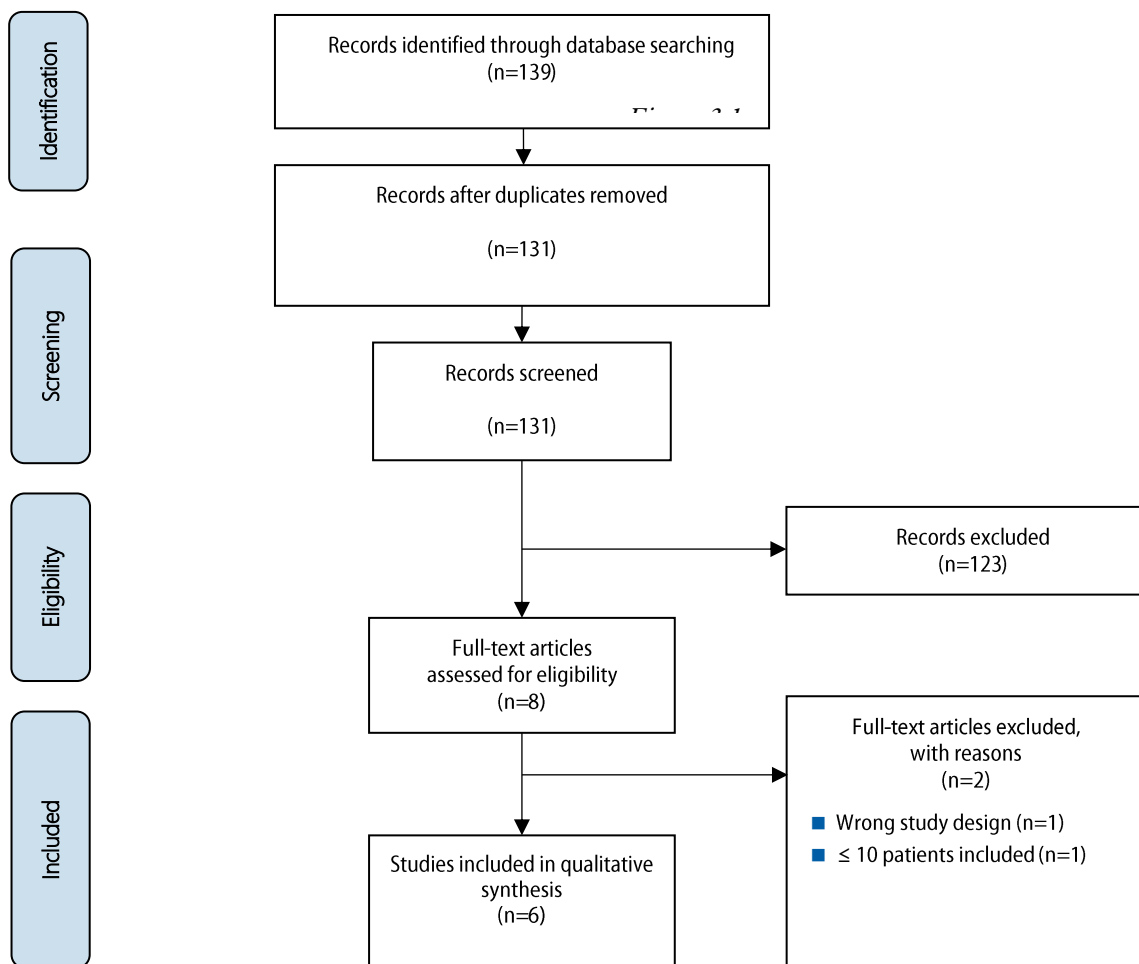 Identification
Records identified through database searching
(n=139)
Records after duplicates removed
(n=131)
Screening
Records screened
(n=131)
Eligibility
Records excluded
(n=123)
Full-text articles
assessed for eligibility
(n=8)
Included
Full-text articles excluded,
with reasons
(n=2)
Wrong study design (n=1)
≤ 10 patients included (n=1)
Studies included in qualitative
synthesis
(n=6)